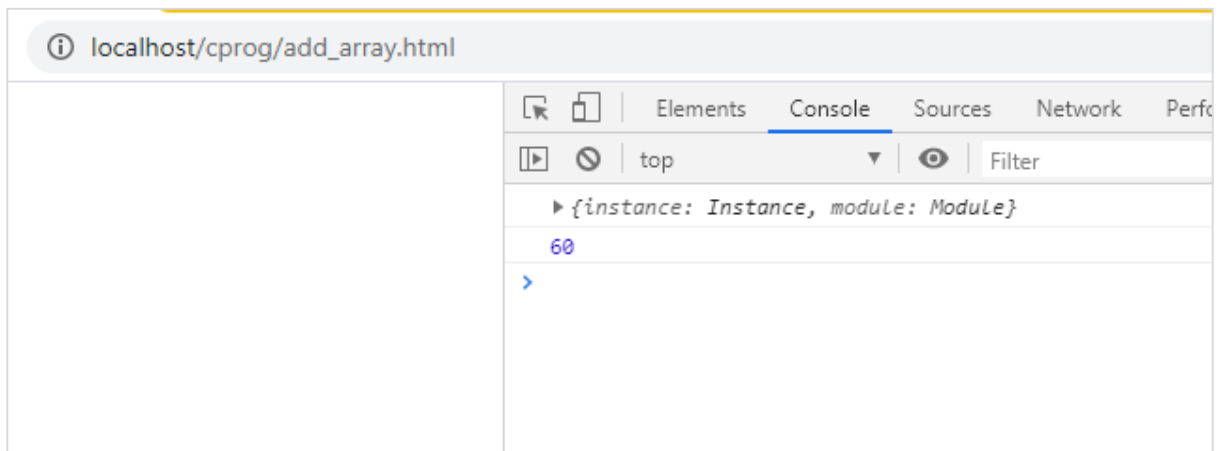 localhost/cprog/add_array.html
Elements Console Sources Network
top Filter
{instance: Instance, module: Module}
60